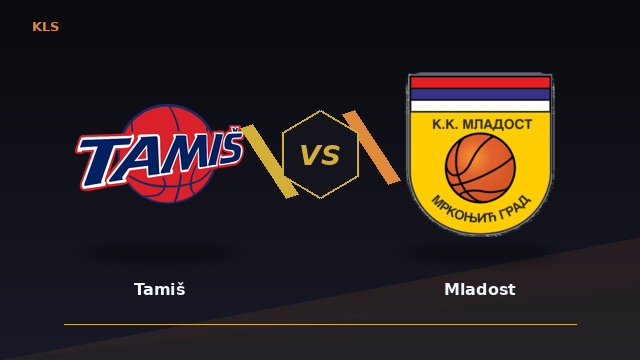 KLS
TAMIŠ
VS
К.К. МЛАДОСТ
МРКОЊИЋ ГРАД
Tamiš
Mladost